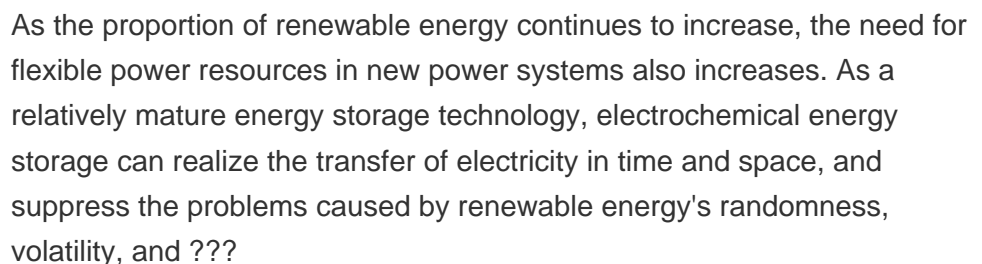 As the proportion of renewable energy continues to increase, the need for
flexible power resources in new power systems also increases. As a
relatively mature energy storage technology, electrochemical energy
storage can realize the transfer of electricity in time and space, and
suppress the problems caused by renewable energy's randomness,
volatility, and ???